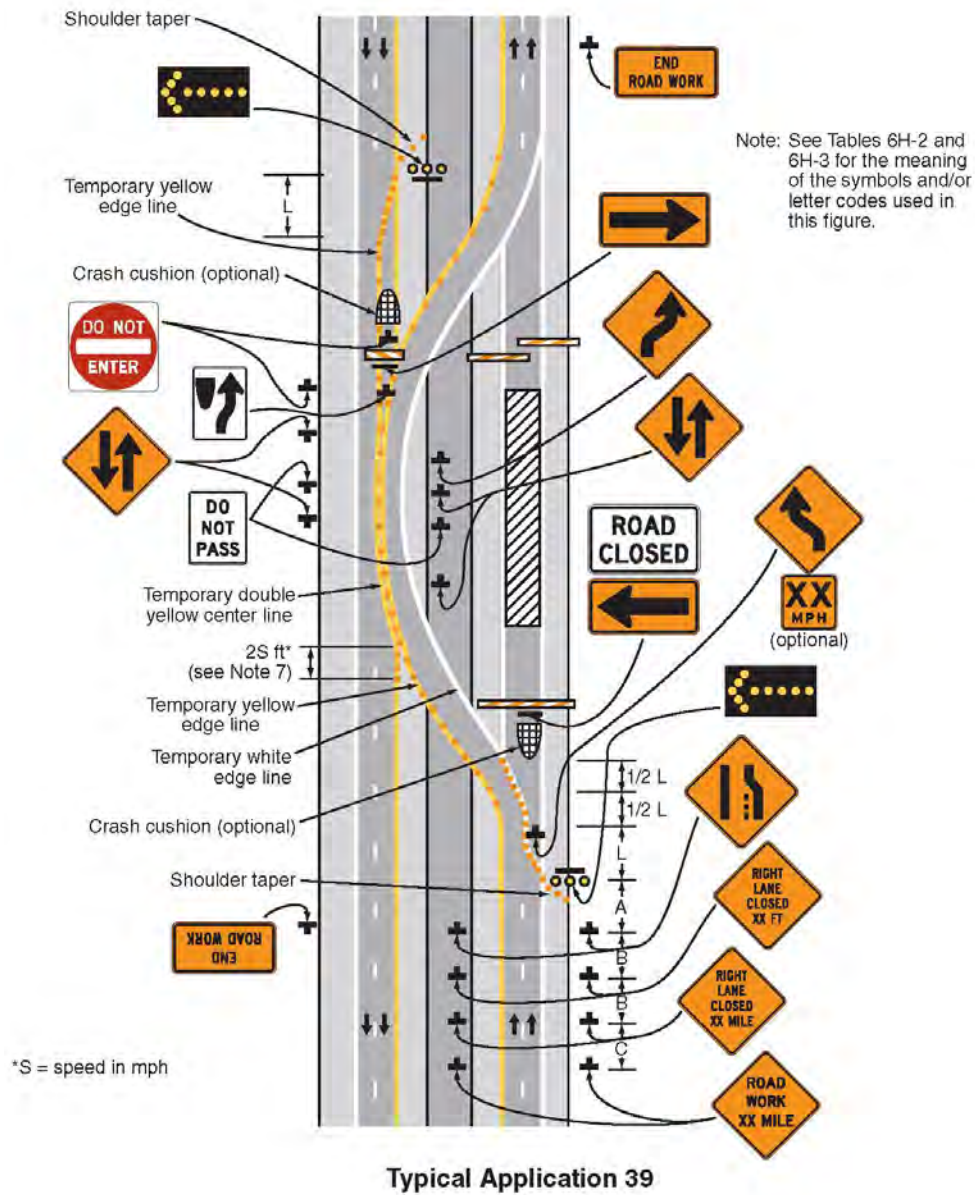 Shoulder taper
END
ROAD WORK
Note: See Tables 6H-2 and
6H-3 for the meaning
of the symbols and/or
letter codes used in
this figure.
Temporary yellow
edge line
L
Crash cushion (optional)
DO NOT
ENTER
DO
NOT
PASS
ROAD
CLOSED
XX
MPH
(optional)
Temporary double
yellow center line
2S ft*
(see Note 7)
Temporary yellow
edge line
Temporary white
edge line
1/2 L
1/2 L
Crash cushion (optional)
L
Shoulder taper
A
RIGHT
LANE
CLOSED
XX FT
END
ROAD WORK
B
B
RIGHT
LANE
CLOSED
XX MILE
C
*S = speed in mph
ROAD
WORK
XX MILE
Typical Application 39